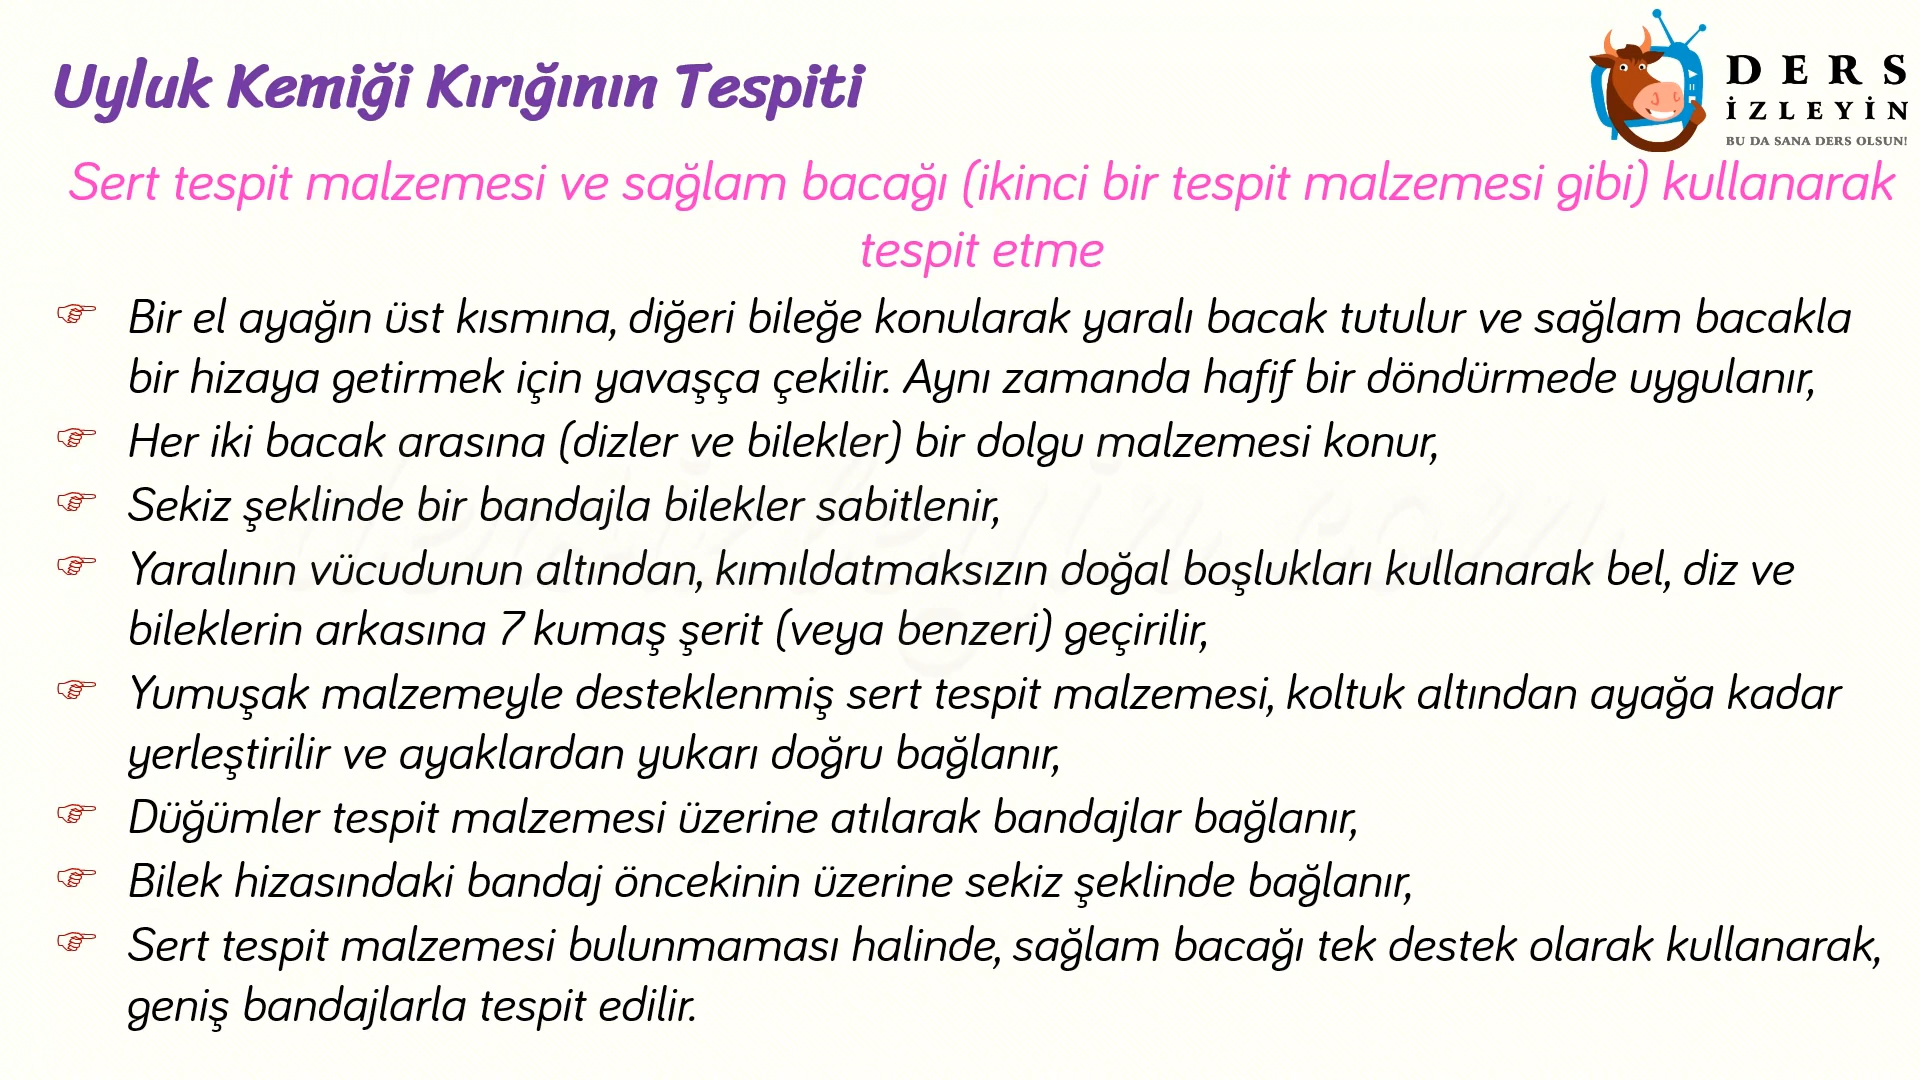 Uyluk Kemiği Kırığının Tespiti
DERS
İZLEYİN
BU DA SANA DERS OLSUN!
Sert tespit malzemesi ve sağlam bacağı (ikinci bir tespit malzemesi gibi) kullanarak
tespit etme
Bir el ayağın üst kısmına, diğeri bileğe konularak yaralı bacak tutulur ve sağlam bacakla
bir hizaya getirmek için yavaşça çekilir. Aynı zamanda hafif bir döndürmede uygulanır,
Her iki bacak arasına (dizler ve bilekler) bir dolgu malzemesi konur,
Sekiz şeklinde bir bandajla bilekler sabitlenir,
Yaralının vücudunun altından, kımıldatmaksızın doğal boşlukları kullanarak bel, diz ve
bileklerin arkasına 7 kumaş şerit (veya benzeri) geçirilir,
Yumuşak malzemeyle desteklenmiş sert tespit malzemesi, koltuk altından ayağa kadar
yerleştirilir ve ayaklardan yukarı doğru bağlanır,
Düğümler tespit malzemesi üzerine atılarak bandajlar bağlanır,
Bilek hizasındaki bandaj öncekinin üzerine sekiz şeklinde bağlanır,
Sert tespit malzemesi bulunmaması halinde, sağlam bacağı tek destek olarak kullanarak,
geniş bandajlarla tespit edilir.